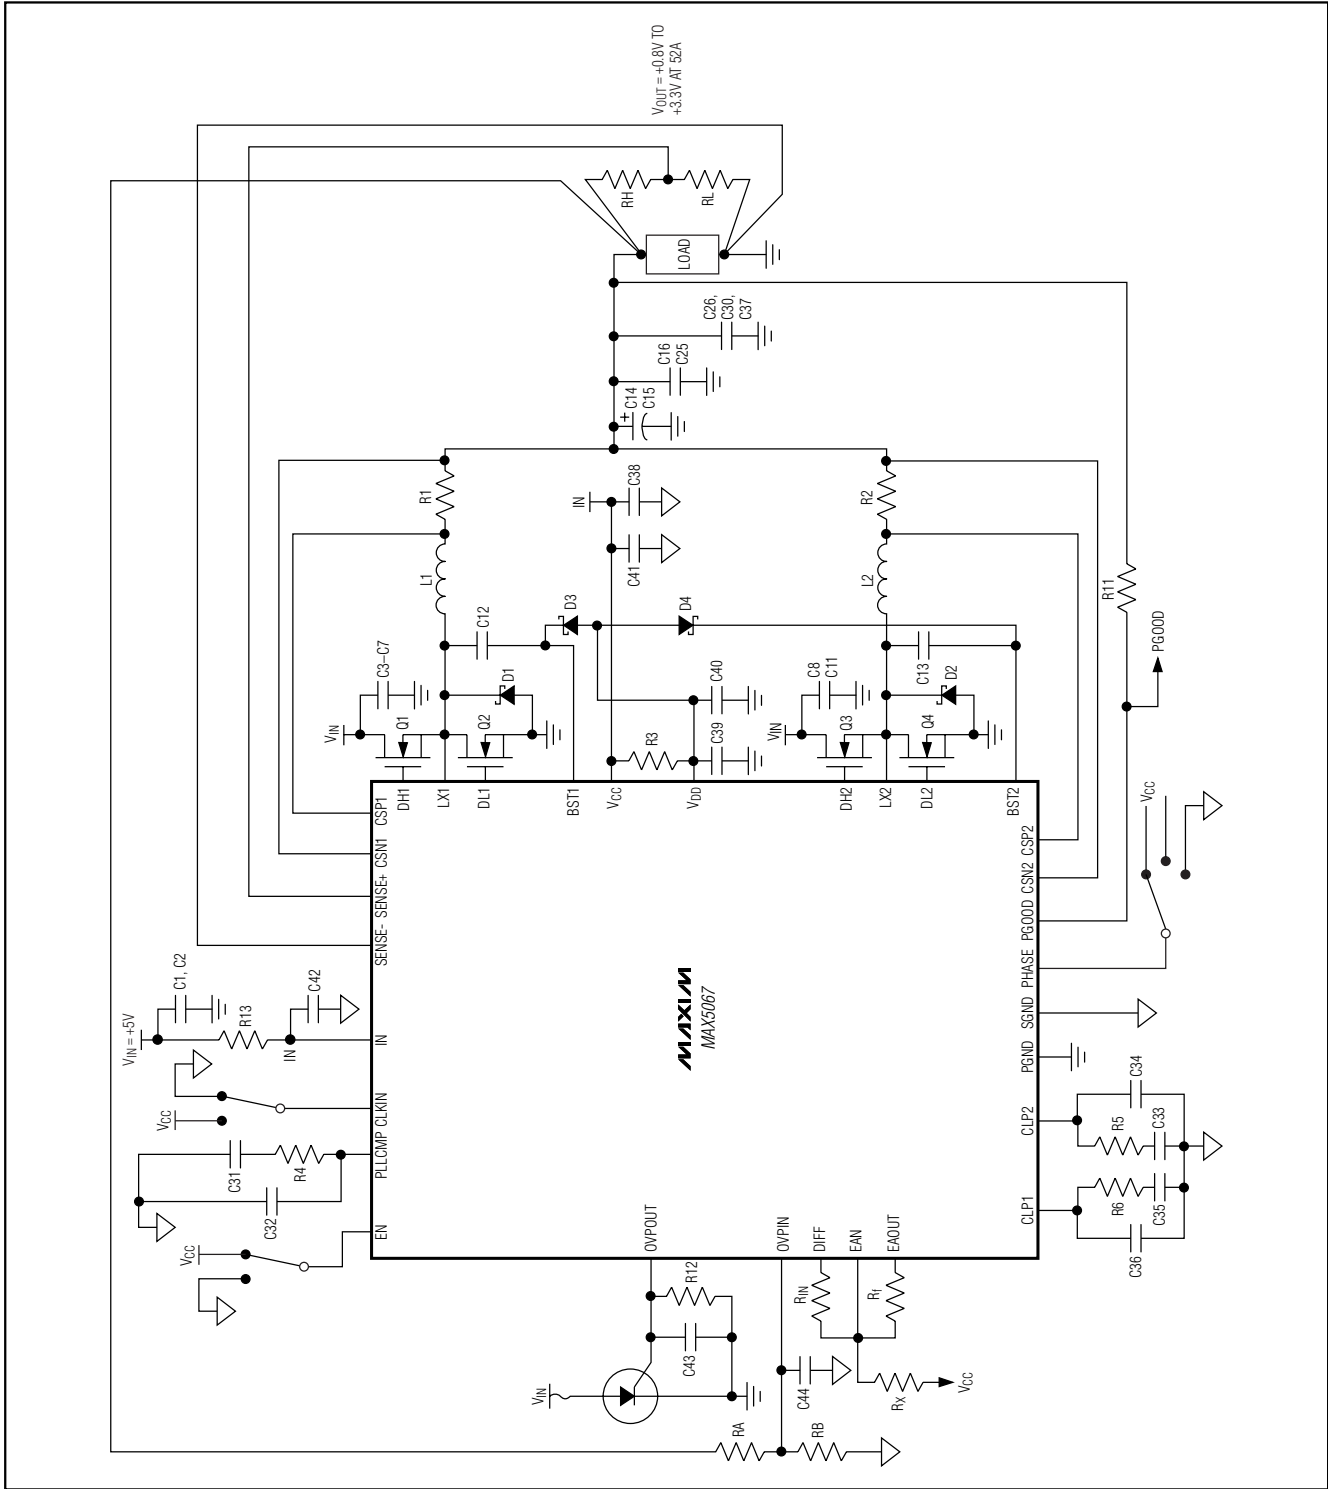 VOUT = +0.8V TO
+3.3V AT 52A
RH
RL
LOAD
C26,
C30,
C37
C16
C25
+
C14
C15
R1
IN
C38
R2
L1
C41
L2
D3
D4
C12
R11
PGOOD
VIN
C3–C7
D1
C40
VIN
C8
C11
C13
D2
Q1
Q2
R3
C39
Q3
Q4
CSP1
DH1
LX1
DL1
BST1
VCC
VDD
DH2
LX2
DL2
BST2
CSP2
CSN1
CSN2
VCC
SENSE+
PGOOD
SENSE-
PHASE
C1, C2
VIN = +5V
R13
C42
IN
IN
SGND
PGND
MAXIM
MAX5067
VCC
CLKIN
CLP2
C34
R5
C33
PLLCMP
C31
R4
C32
CLP1
R6
C35
C36
EN
VCC
OVPOUT
OVPIN
DIFF
EAN
EAOUT
R12
C43
VIN
RIN
Rf
C44
RX
VCC
RA
RB